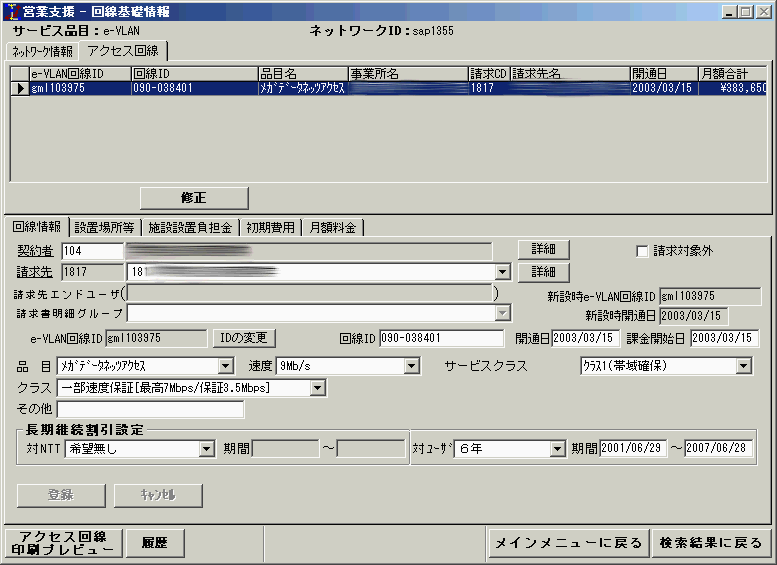 営業支援 - 回線基礎情報
サービス品目: e-VLAN ネットワークID: sap1355
ネットワーク情報 アクセス回線
e-VLAN回線ID 回線ID 品目名 事業所名 請求CD 請求先名 開通日 月額合計
gml103975 090-038401 メガデータネッツアクセス 1817 2003/03/15 ¥383,650
修正
回線情報 設置場所等 施設設置負担金 初期費用 月額料金
契約者 104 詳細 請求対象外
請求先 1817 181 詳細
請求先エンドユーザ( ) 新設時e-VLAN回線ID gml103975
請求書明細グループ 新設時開通日 2003/03/15
e-VLAN回線ID gml103975 IDの変更 回線ID 090-038401 開通日 2003/03/15 課金開始日 2003/03/15
品 目 メガデータネッツアクセス 速度 9Mb/s サービスクラス クラス1(帯域確保)
クラス 一部速度保証[最高7Mbps/保証3.5Mbps]
その他
長期継続割引設定
対NTT 希望無し 期間 ～ 対ユーザ 6年 期間 2001/06/29 ～ 2007/06/28
登録 キャンセル
アクセス回線
印刷プレビュー 履歴 メインメニューに戻る 検索結果に戻る